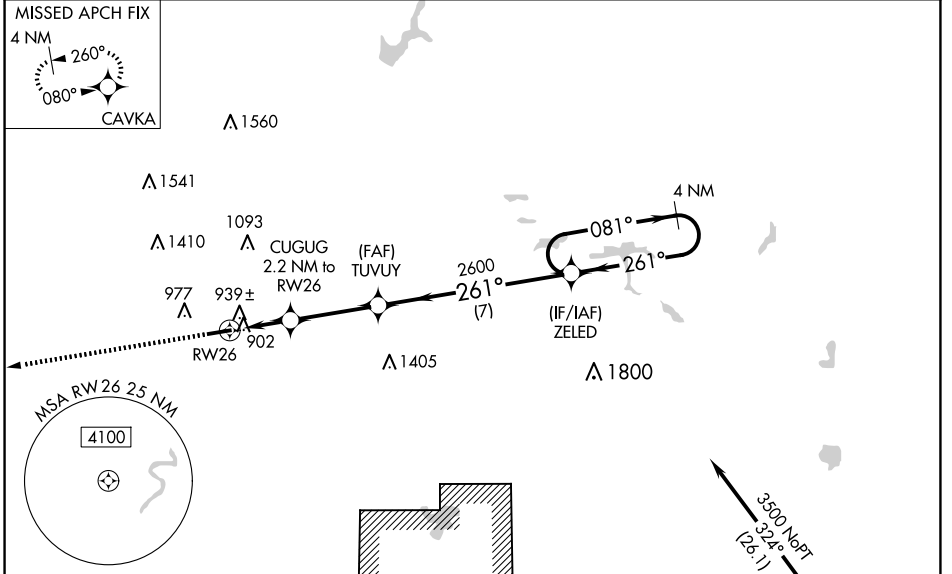 MISSED APCH FIX
4 NM
260°
080°
CAVKA
1560
1541
1410
1093
977
939±
902
RW26
CUGUG
2.2 NM to
RW26
(FAF)
TUVUY
2600
261°
(7)
4 NM
081°
261°
(IF/IAF)
ZELED
1405
1800
MSA RW 26 25 NM
4100
3500 NoPT
324°
(26.1)